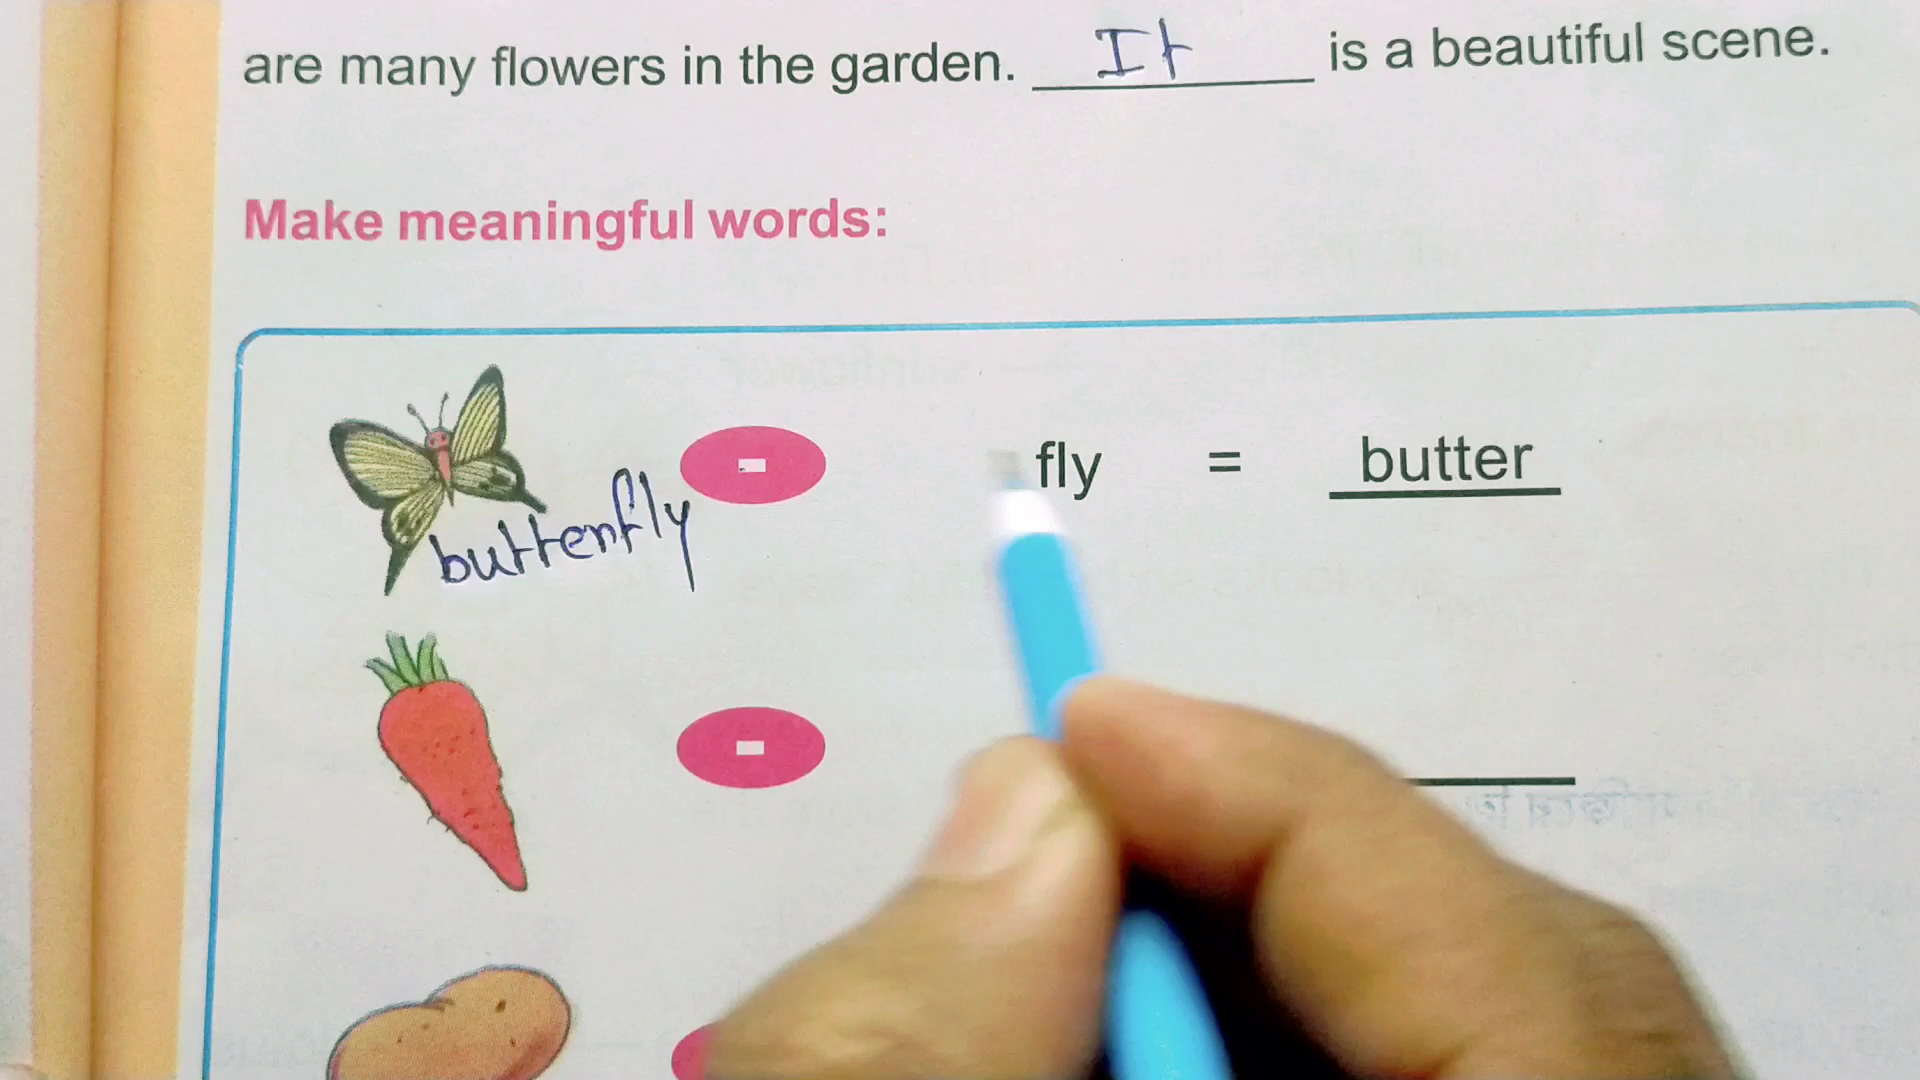 are many flowers in the garden. It is a beautiful scene.
Make meaningful words:
- fly = butter
butterfly
-